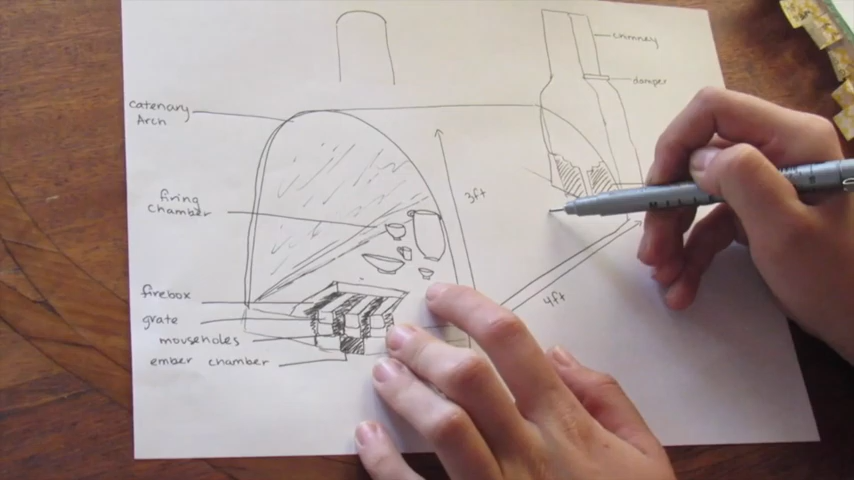 chimney
damper
Catenary
Arch
3ft
firing
Chamber
firebox
4ft
grate
mouseholes
ember chamber